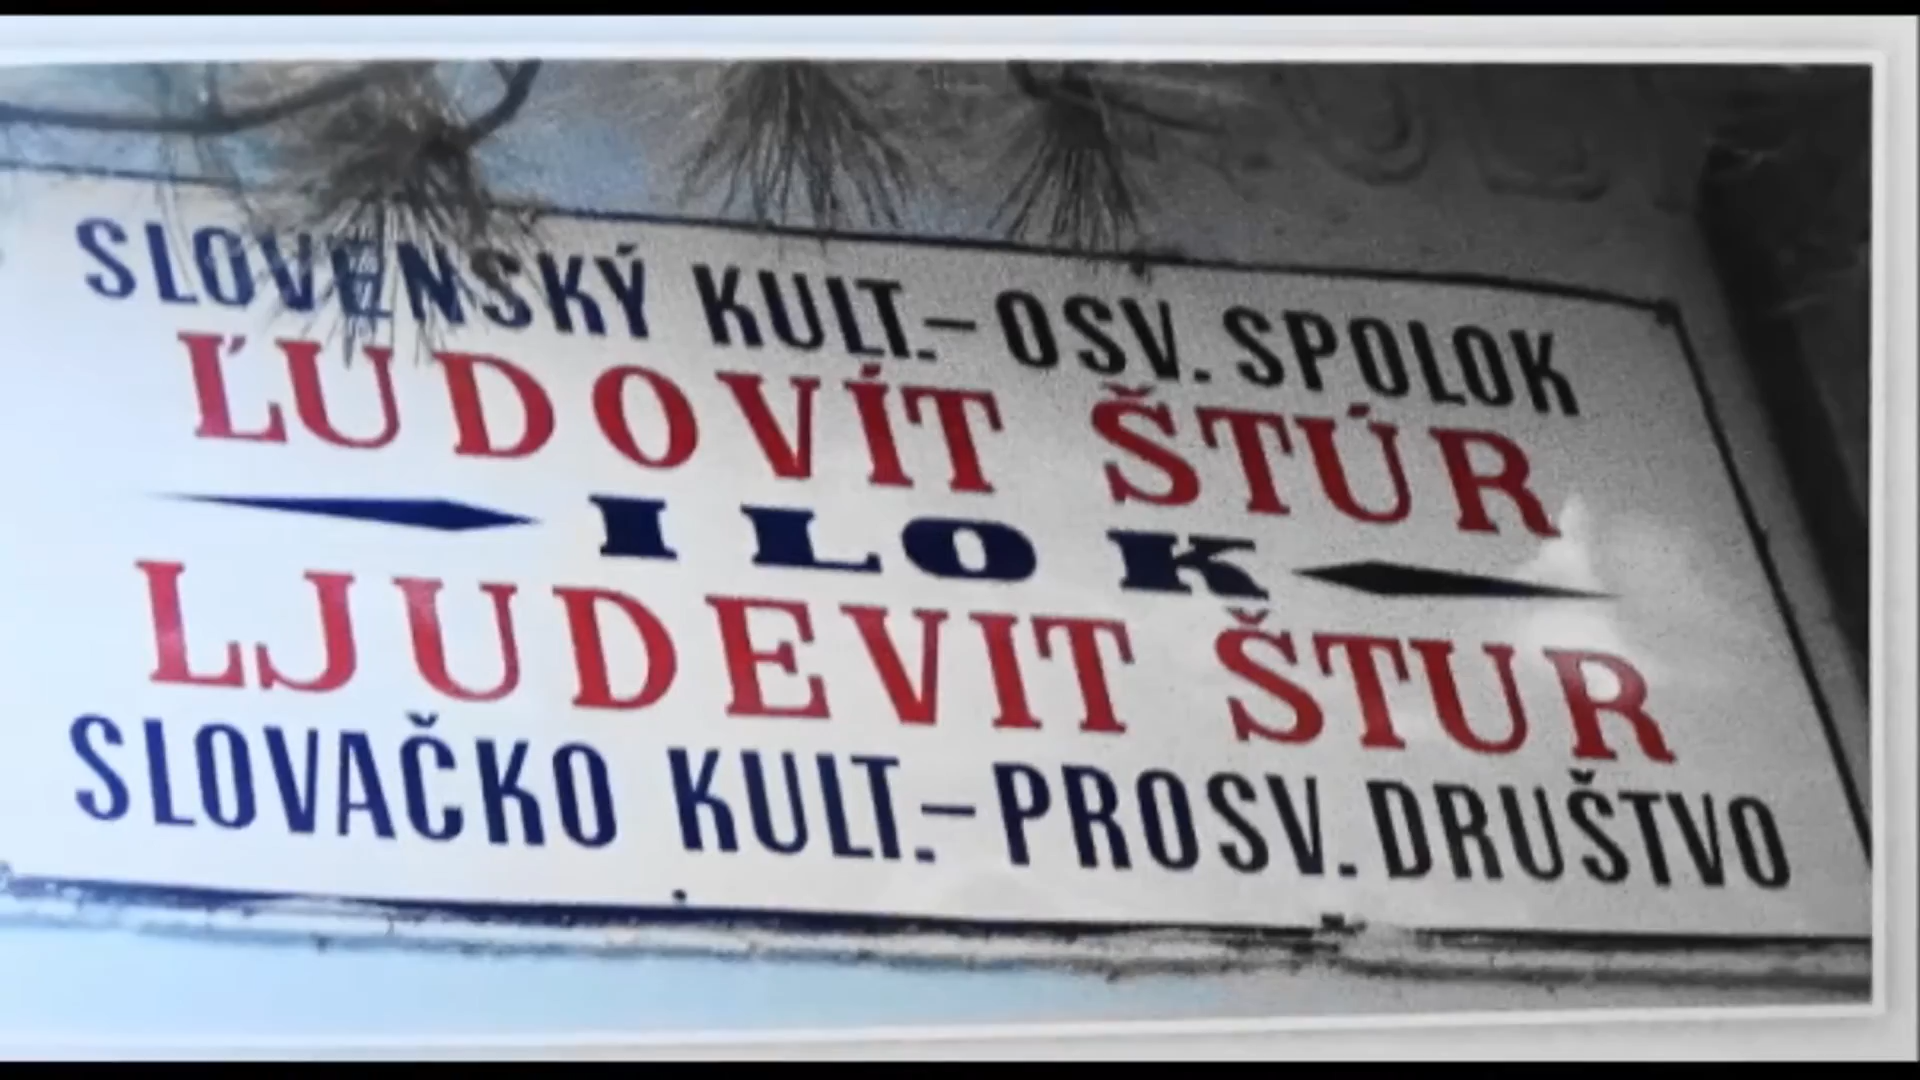 SLOVENSKÝ KULT.-OSV. SPOLOK
ĽUDOVÍT ŠTÚR
ILOK
LJUDEVIT ŠTUR
SLOVAČKO KULT.-PROSV. DRUŠTVO